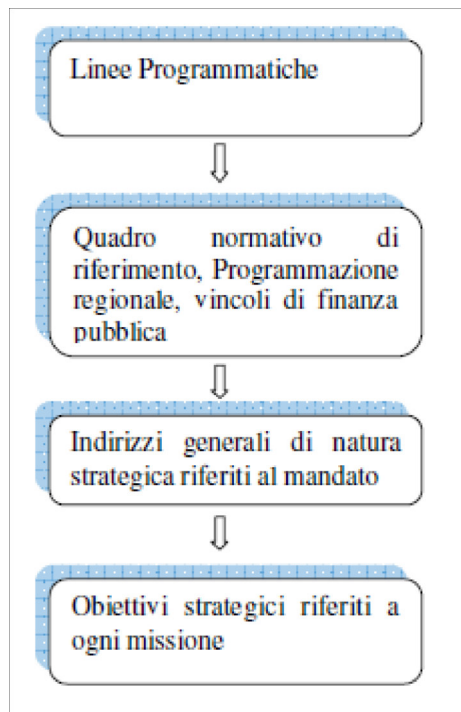 Linee Programmatiche
Quadro normativo di
riferimento, Programmazione
regionale, vincoli di finanza
pubblica
Indirizzi generali di natura
strategica riferiti al mandato
Obiettivi strategici riferiti a
ogni missione